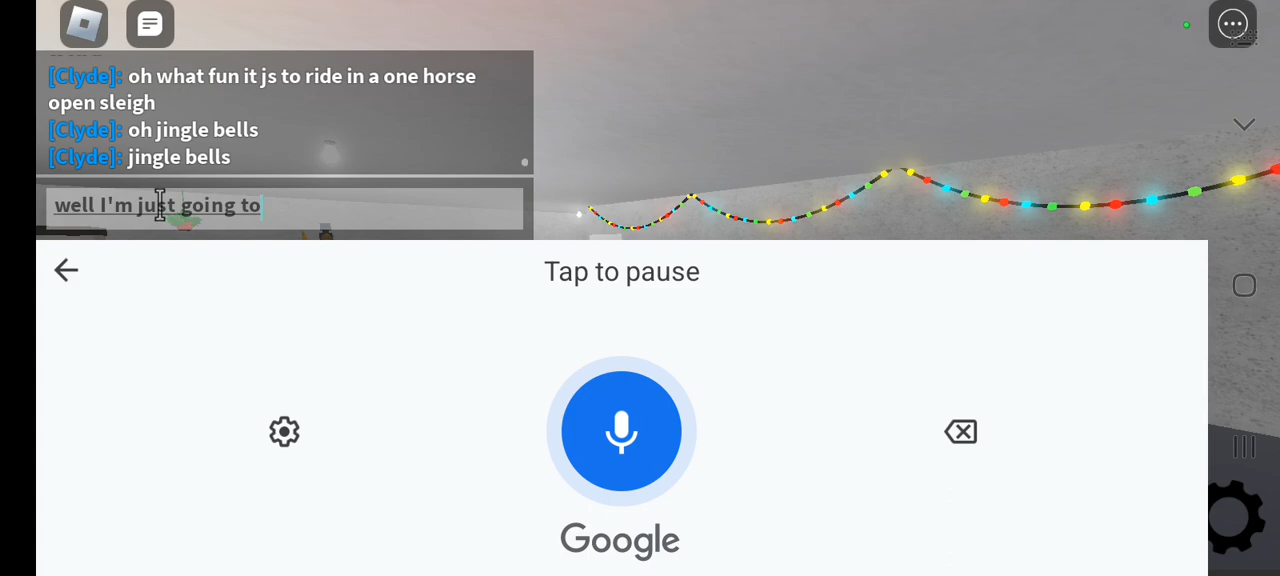 [Clyde]: oh what fun it js to ride in a one horse
open sleigh
[Clyde]: oh jingle bells
[Clyde]: jingle bells
well I'm just going to
Tap to pause
Google